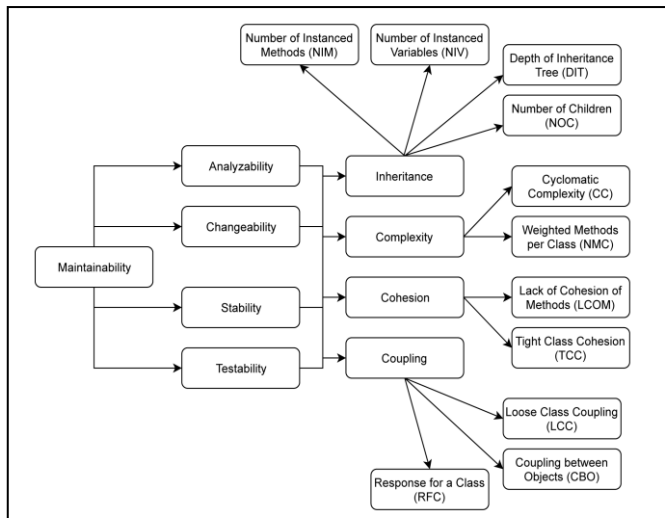 Number of Instanced
Methods (NIM)
Number of Instanced
Variables (NIV)
Depth of Inheritance
Tree (DIT)
Number of Children
(NOC)
Analyzability
Inheritance
Cyclomatic
Complexity (CC)
Changeability
Complexity
Weighted Methods
per Class (NMC)
Maintainability
Stability
Cohesion
Lack of Cohesion of
Methods (LCOM)
Tight Class Cohesion
(TCC)
Testability
Coupling
Loose Class Coupling
(LCC)
Coupling between
Objects (CBO)
Response for a Class
(RFC)